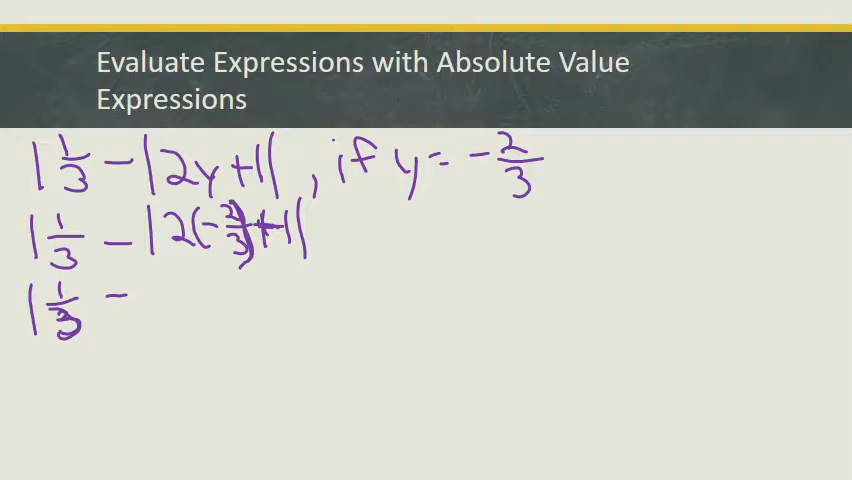 Evaluate Expressions with Absolute Value
Expressions
1 1/3 - |2y+1|, if y = - 2/3
1 1/3 - |2(-2/3)+1|
1 1/3 -